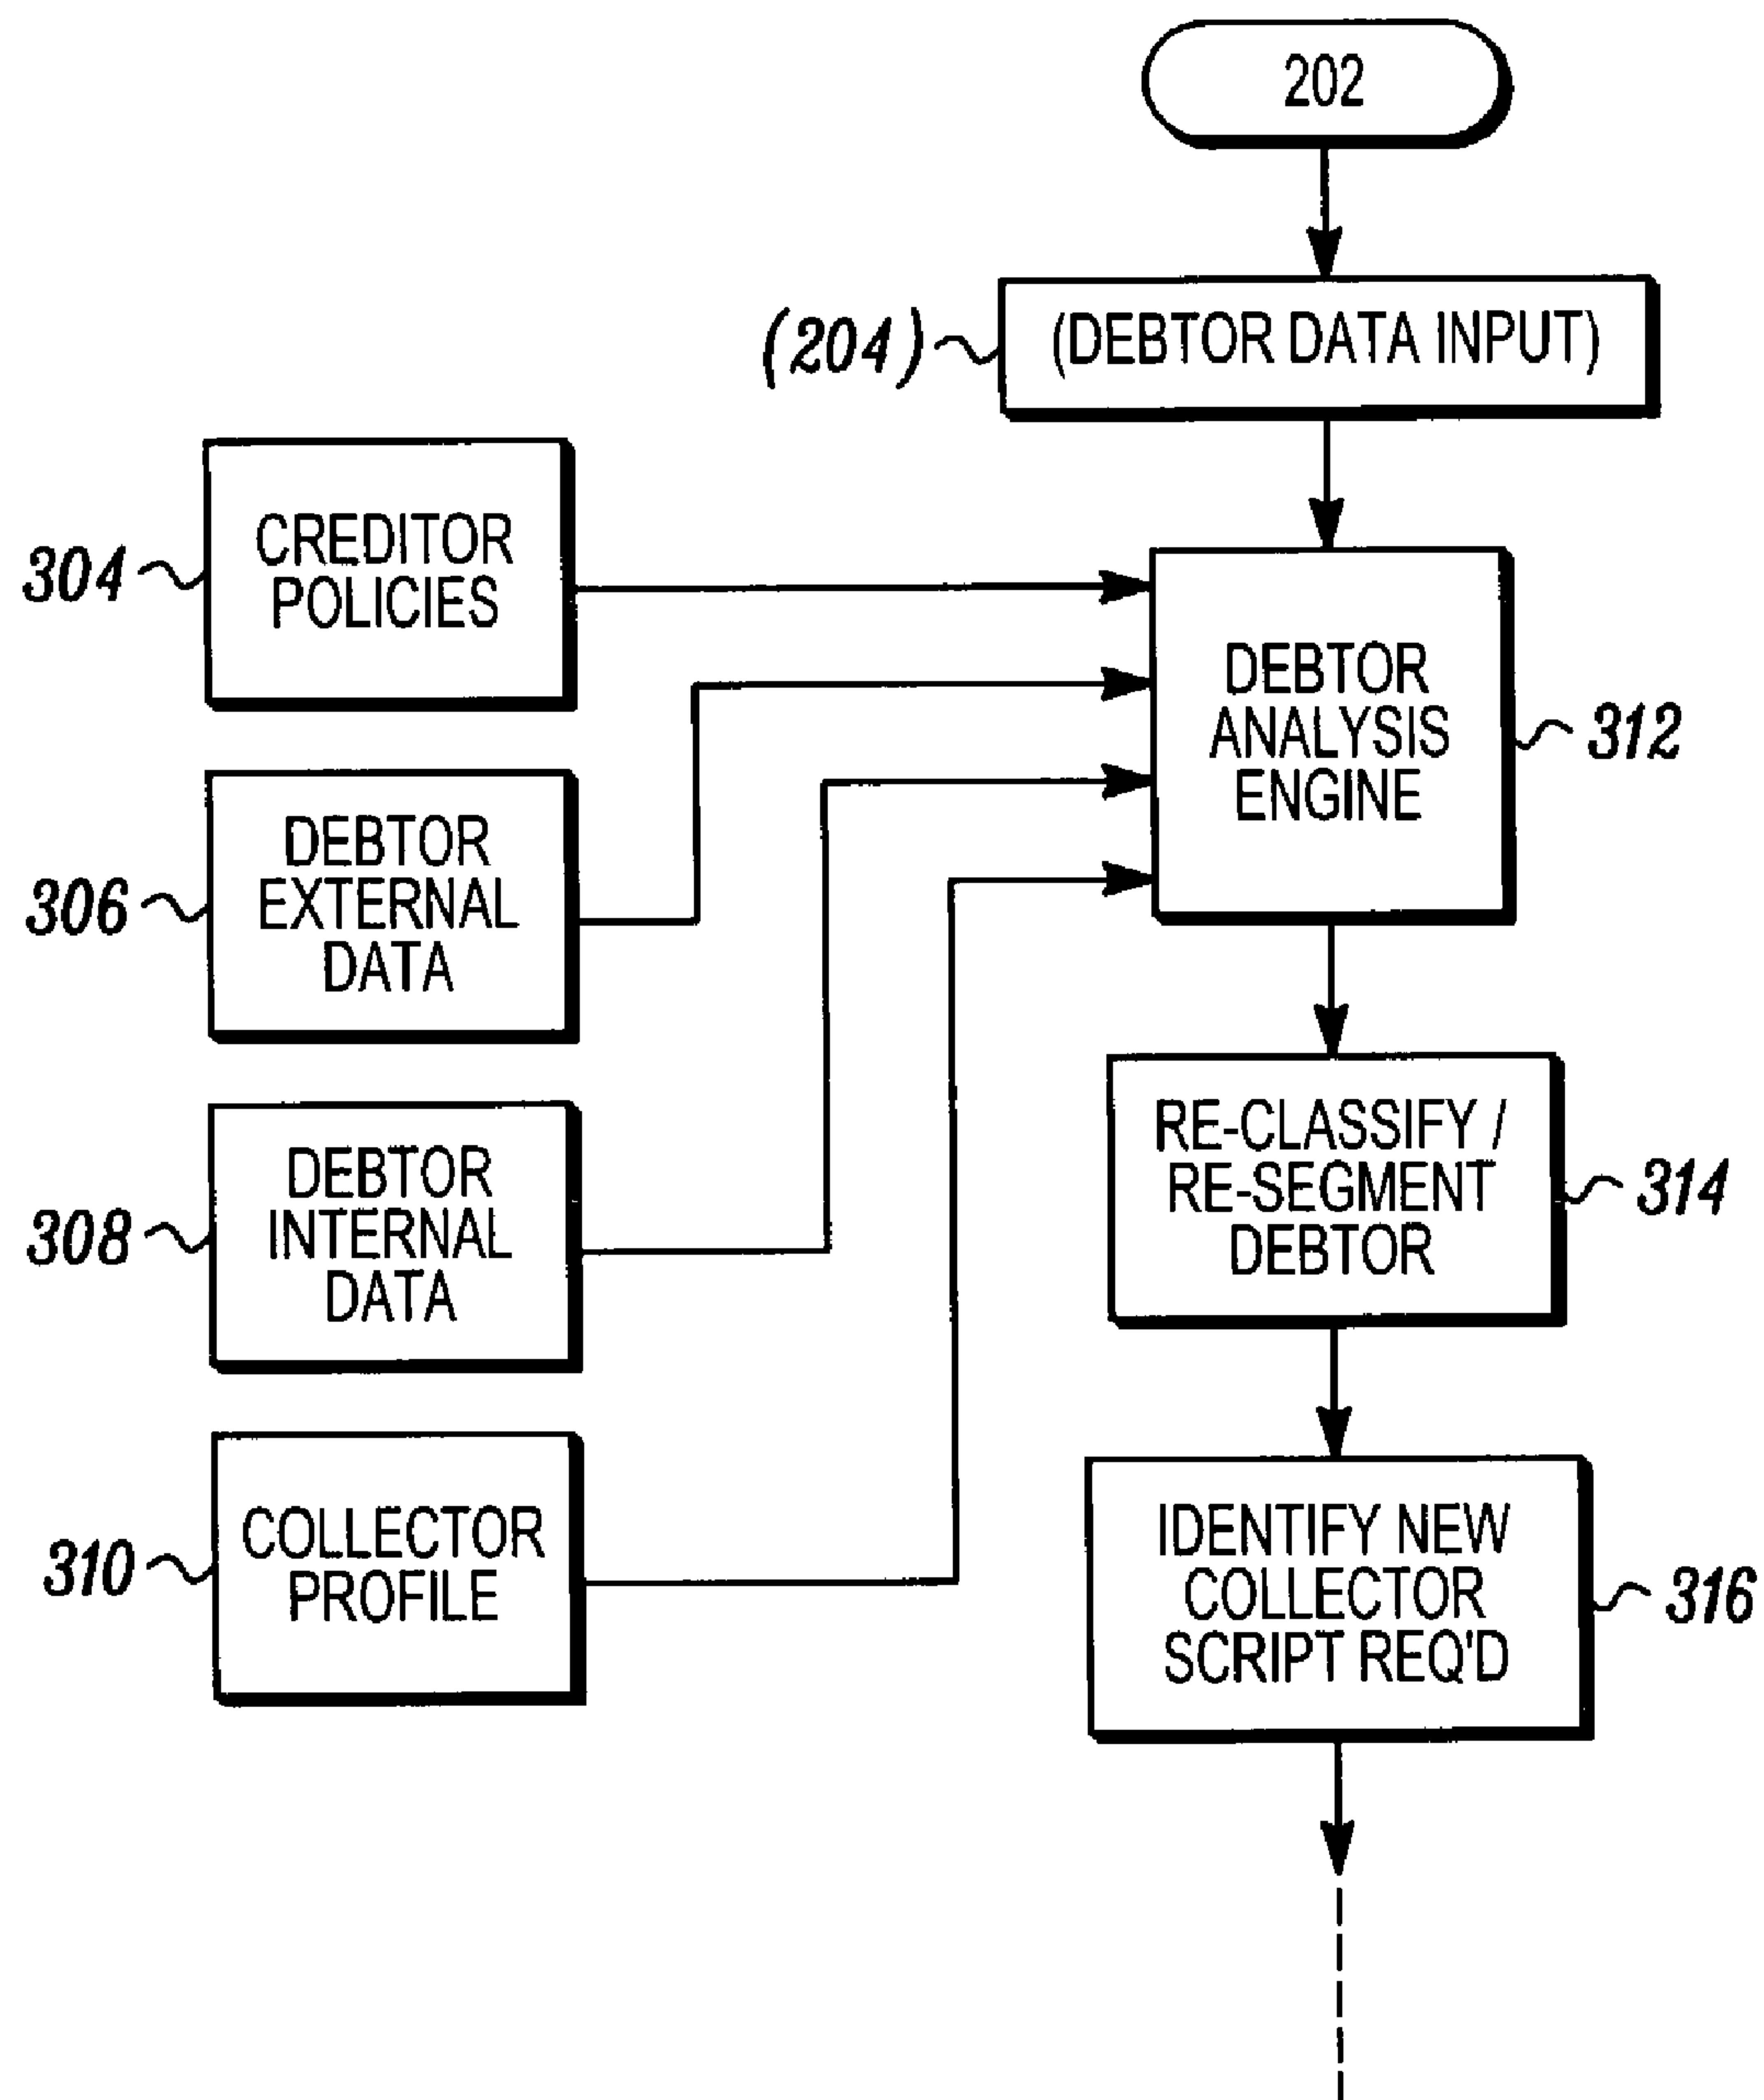 202
(204)
(DEBTOR DATA INPUT)
304
CREDITOR
POLICIES
306
DEBTOR
EXTERNAL
DATA
308
DEBTOR
INTERNAL
DATA
310
COLLECTOR
PROFILE
DEBTOR
ANALYSIS
ENGINE
312
RE-CLASSIFY /
RE-SEGMENT
DEBTOR
314
IDENTIFY NEW
COLLECTOR
SCRIPT REQ'D
316